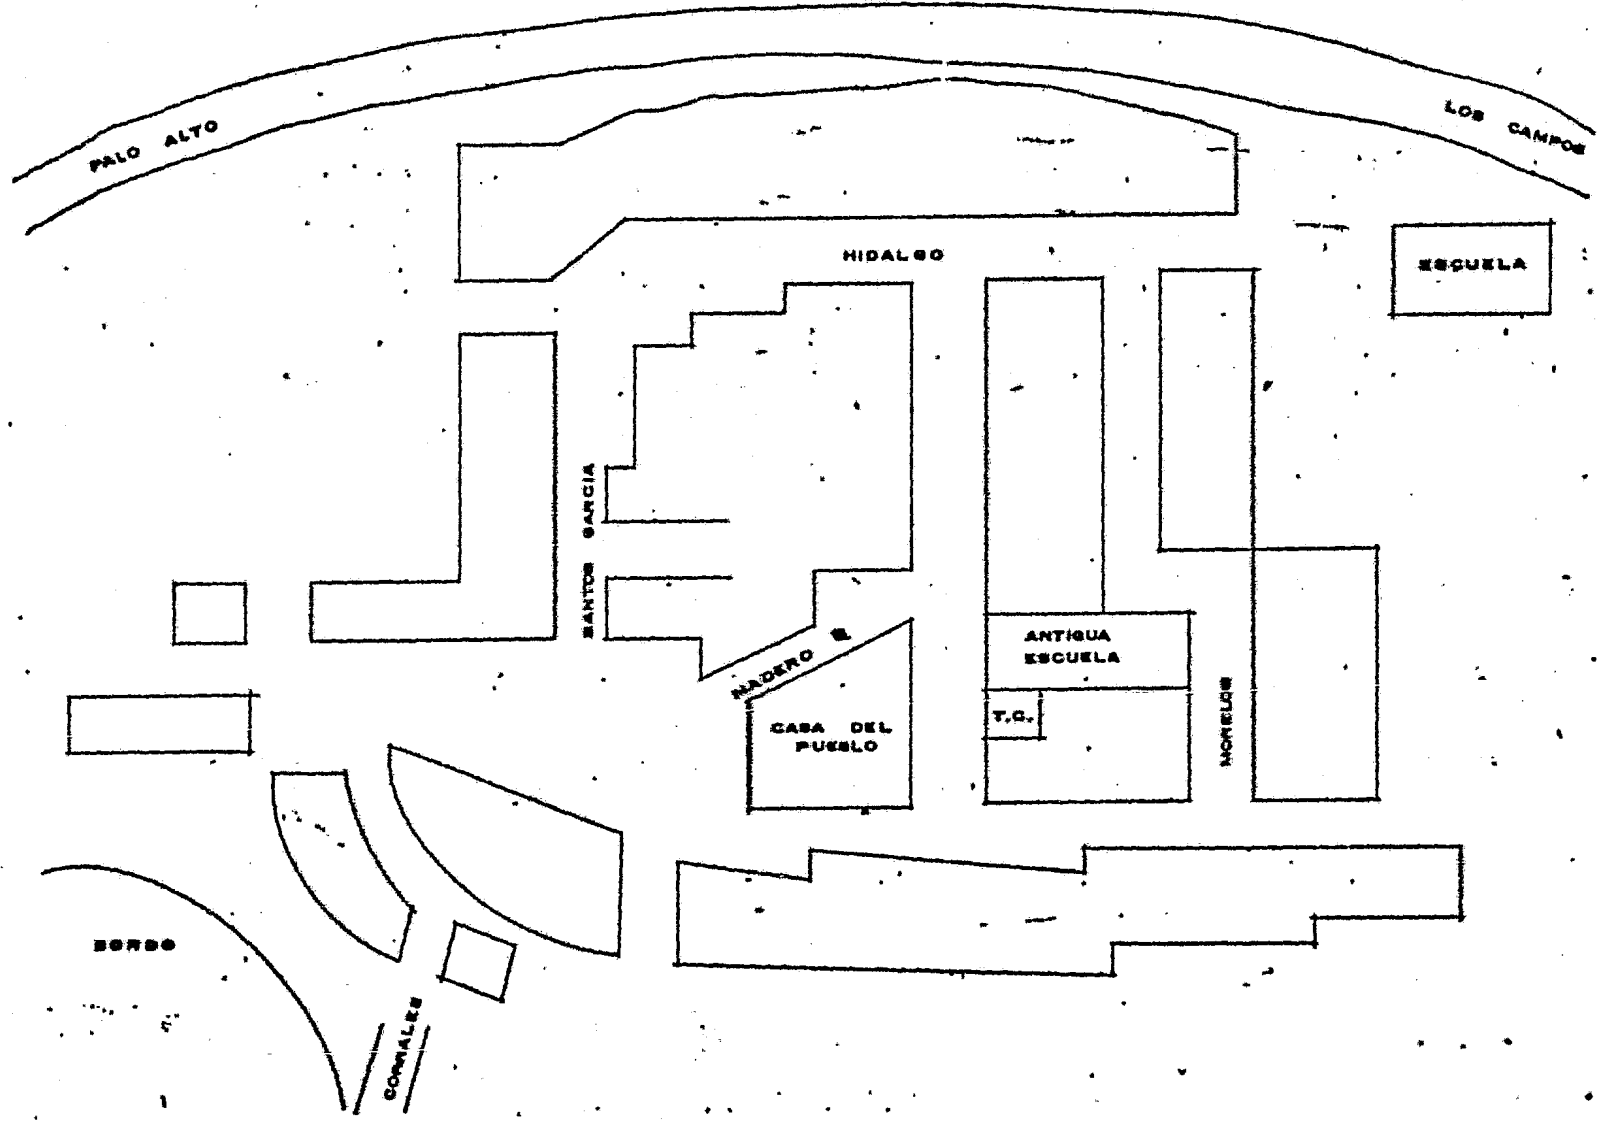 PALO ALTO
LOS CAMPOS
HIDALGO
ESCUELA
SANTOS GARCIA
MADERO
ANTIGUA
ESCUELA
T.C.
CASA DEL
PUEBLO
MORELOS
BORDO
CORRALES